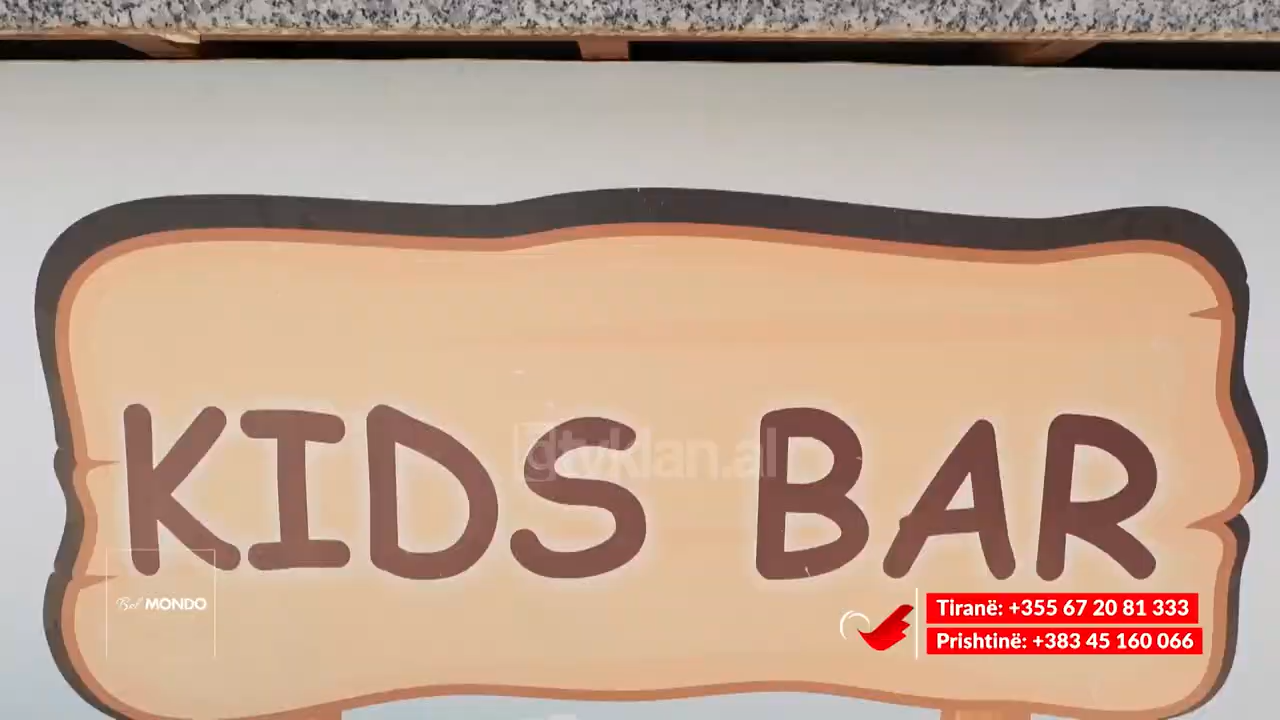 KIDS BAR
tvklan.al
Bel MONDO
Tiranë: +355 67 20 81 333
Prishtinë: +383 45 160 066